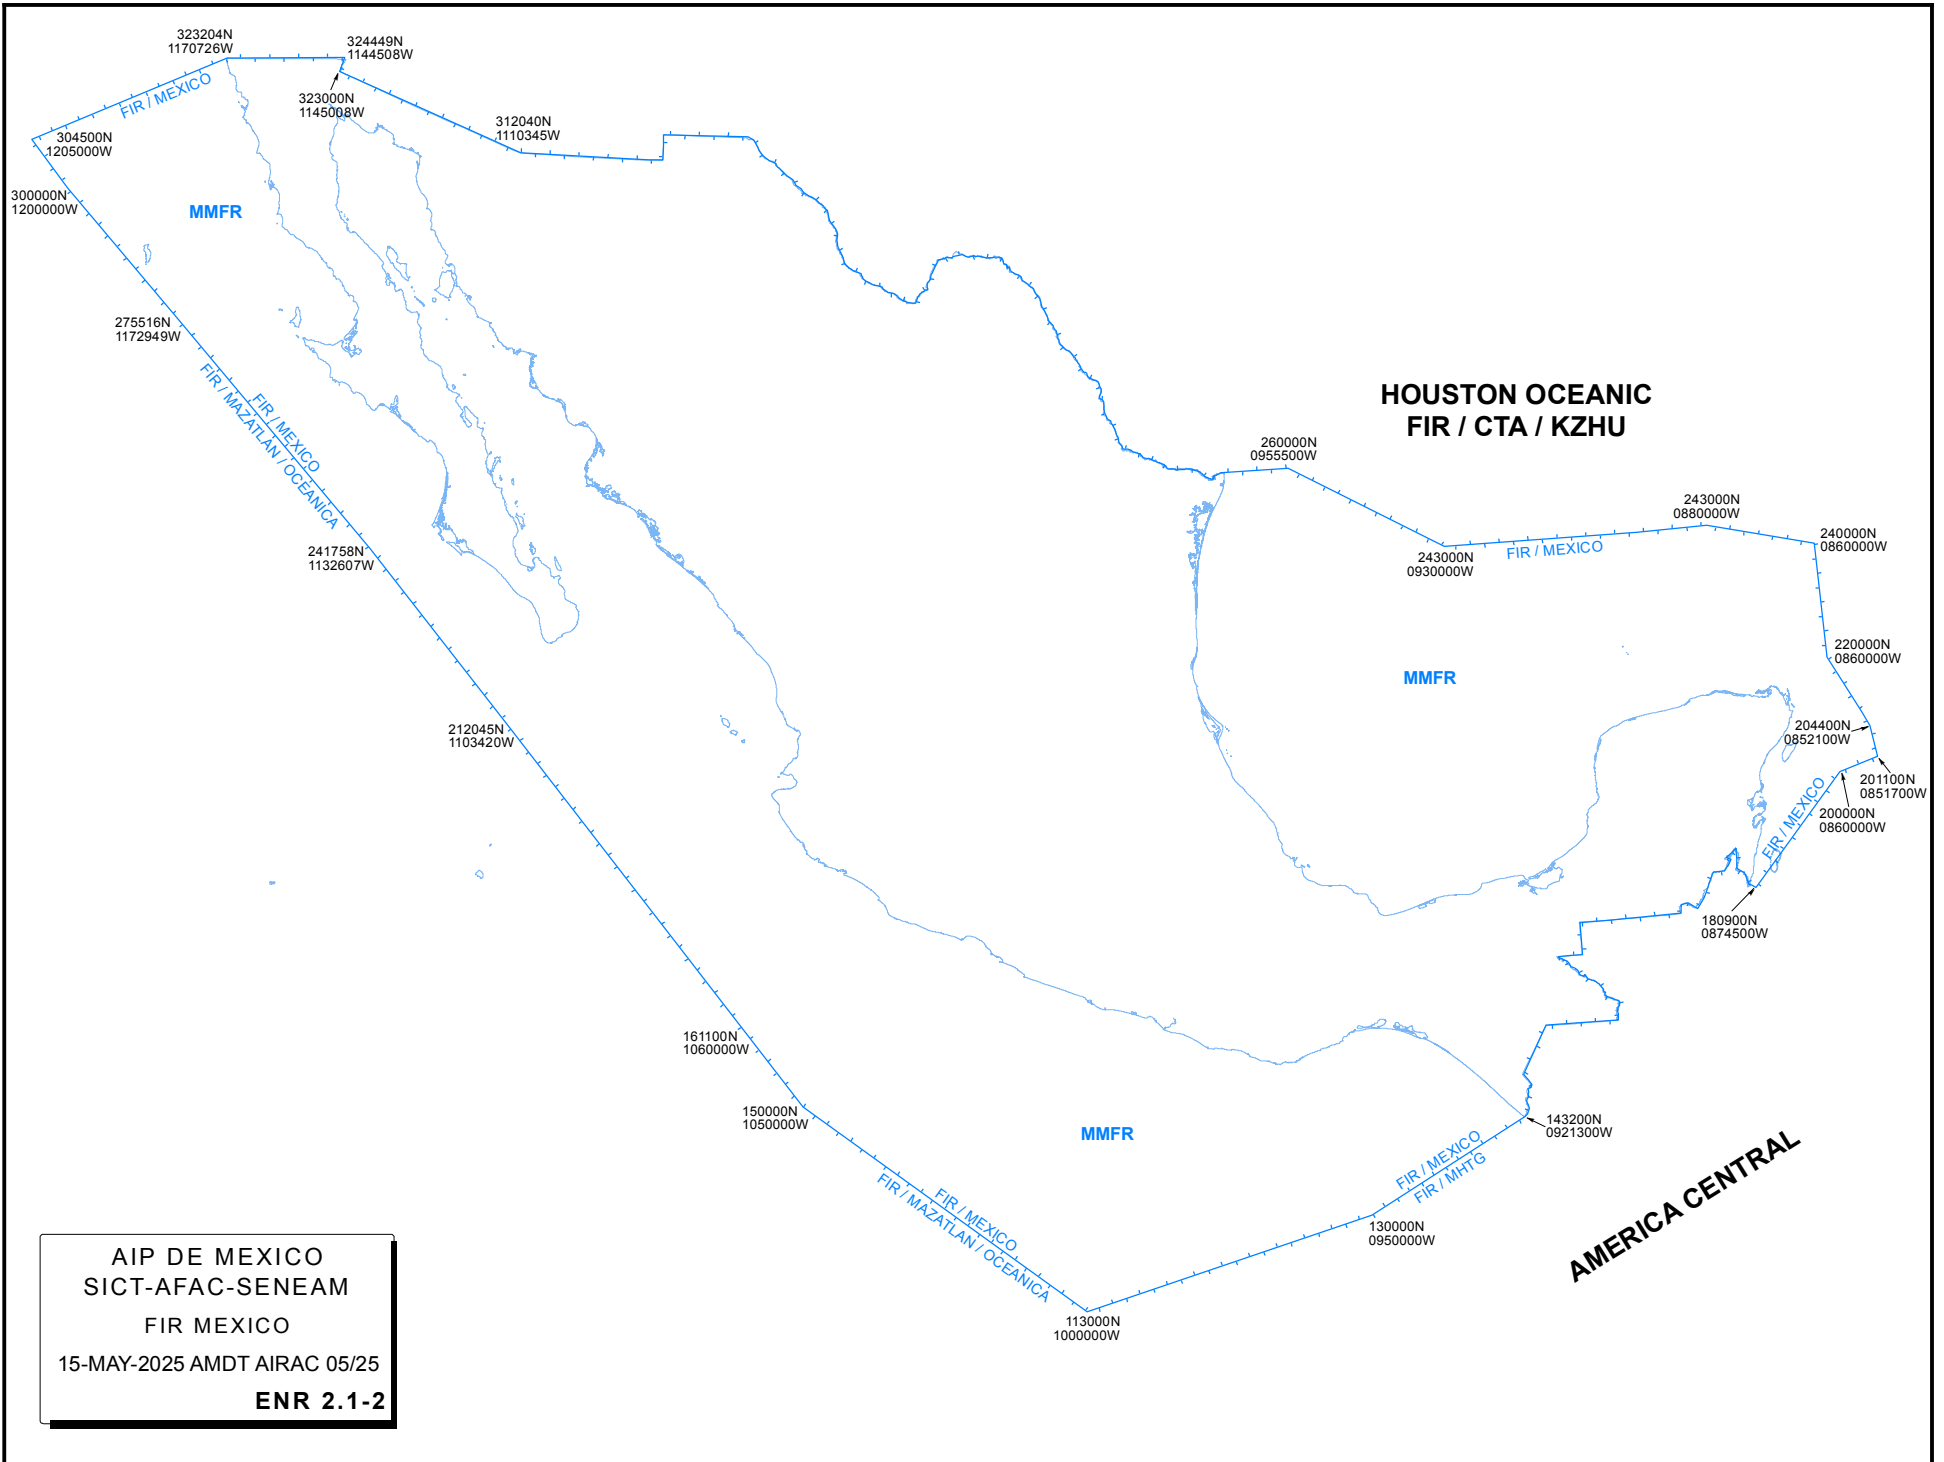 323204N
1170726W
324449N
1144508W
FIR / MEXICO
323000N
1145008W
312040N
1110345W
304500N
1205000W
300000N
1200000W
MMFR
275516N
1172949W
FIR / MEXICO
FIR / MAZATLAN / OCEANICA
HOUSTON OCEANIC
FIR / CTA / KZHU
260000N
0955500W
243000N
0880000W
240000N
0860000W
243000N
0930000W
FIR / MEXICO
241758N
1132607W
220000N
0860000W
MMFR
212045N
1103420W
204400N
0852100W
201100N
0851700W
200000N
0860000W
FIR / MEXICO
180900N
0874500W
161100N
1060000W
150000N
1050000W
MMFR
143200N
0921300W
FIR / MEXICO
FIR / MHTG
AMERICA CENTRAL
FIR / MEXICO
FIR / MAZATLAN / OCEANICA
130000N
0950000W
113000N
1000000W
AIP DE MEXICO
SICT-AFAC-SENEAM
FIR MEXICO
15-MAY-2025 AMDT AIRAC 05/25
ENR 2.1-2